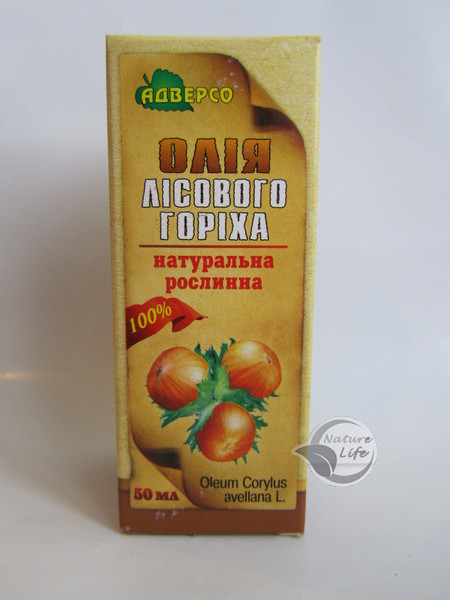 АДВЕРСО
ОЛІЯ
ЛІСОВОГО
ГОРІХА
натуральна
рослинна
100%
Nature
Life
Oleum Corylus
avellana L.
50 мл